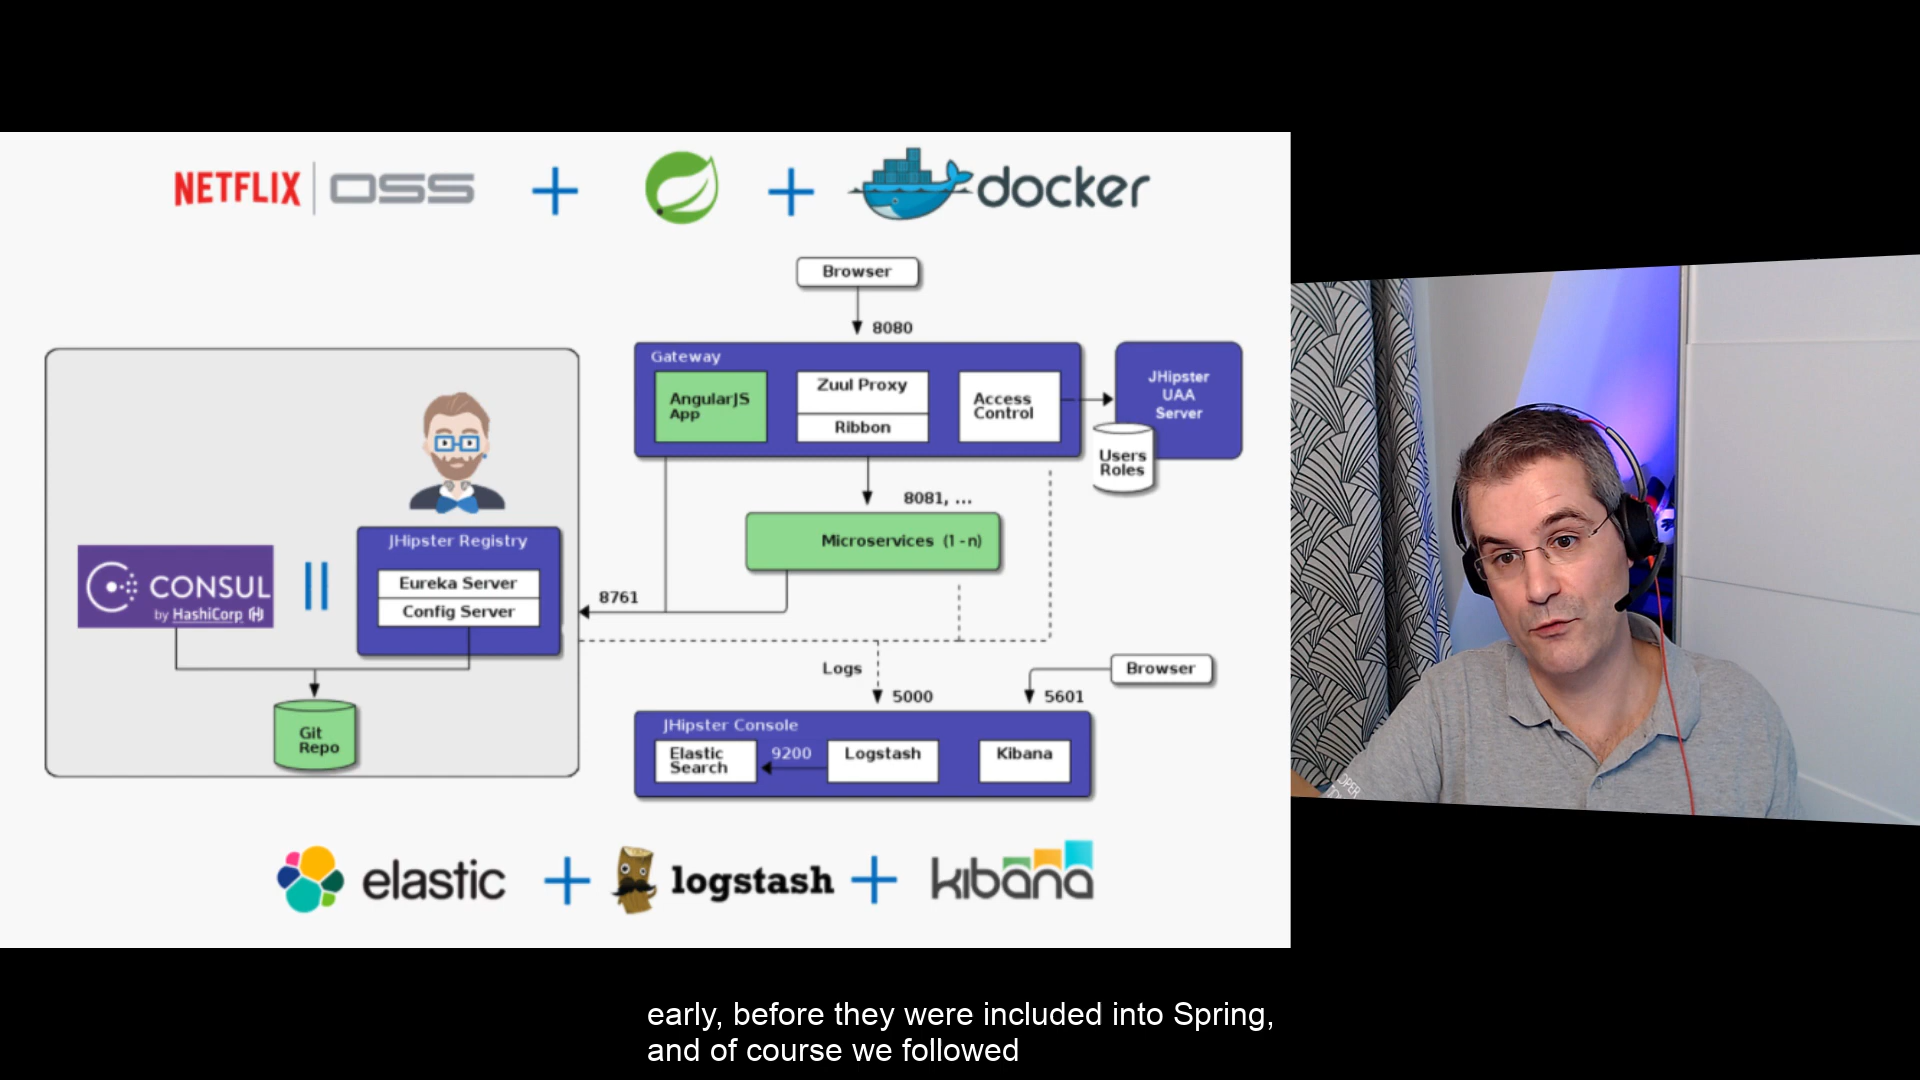 NETFLIX OSS + + docker
Browser
8080
Gateway
AngularJS
App
Zuul Proxy
Ribbon
Access
Control
JHipster
UAA
Server
Users
Roles
8081, ...
Microservices (1 - n)
JHipster Registry
Eureka Server
Config Server
CONSUL
by HashiCorp
8761
Git
Repo
Logs
5000
5601
Browser
JHipster Console
Elastic
Search
9200
Logstash
Kibana
elastic + logstash + kibana
early, before they were included into Spring,
and of course we followed